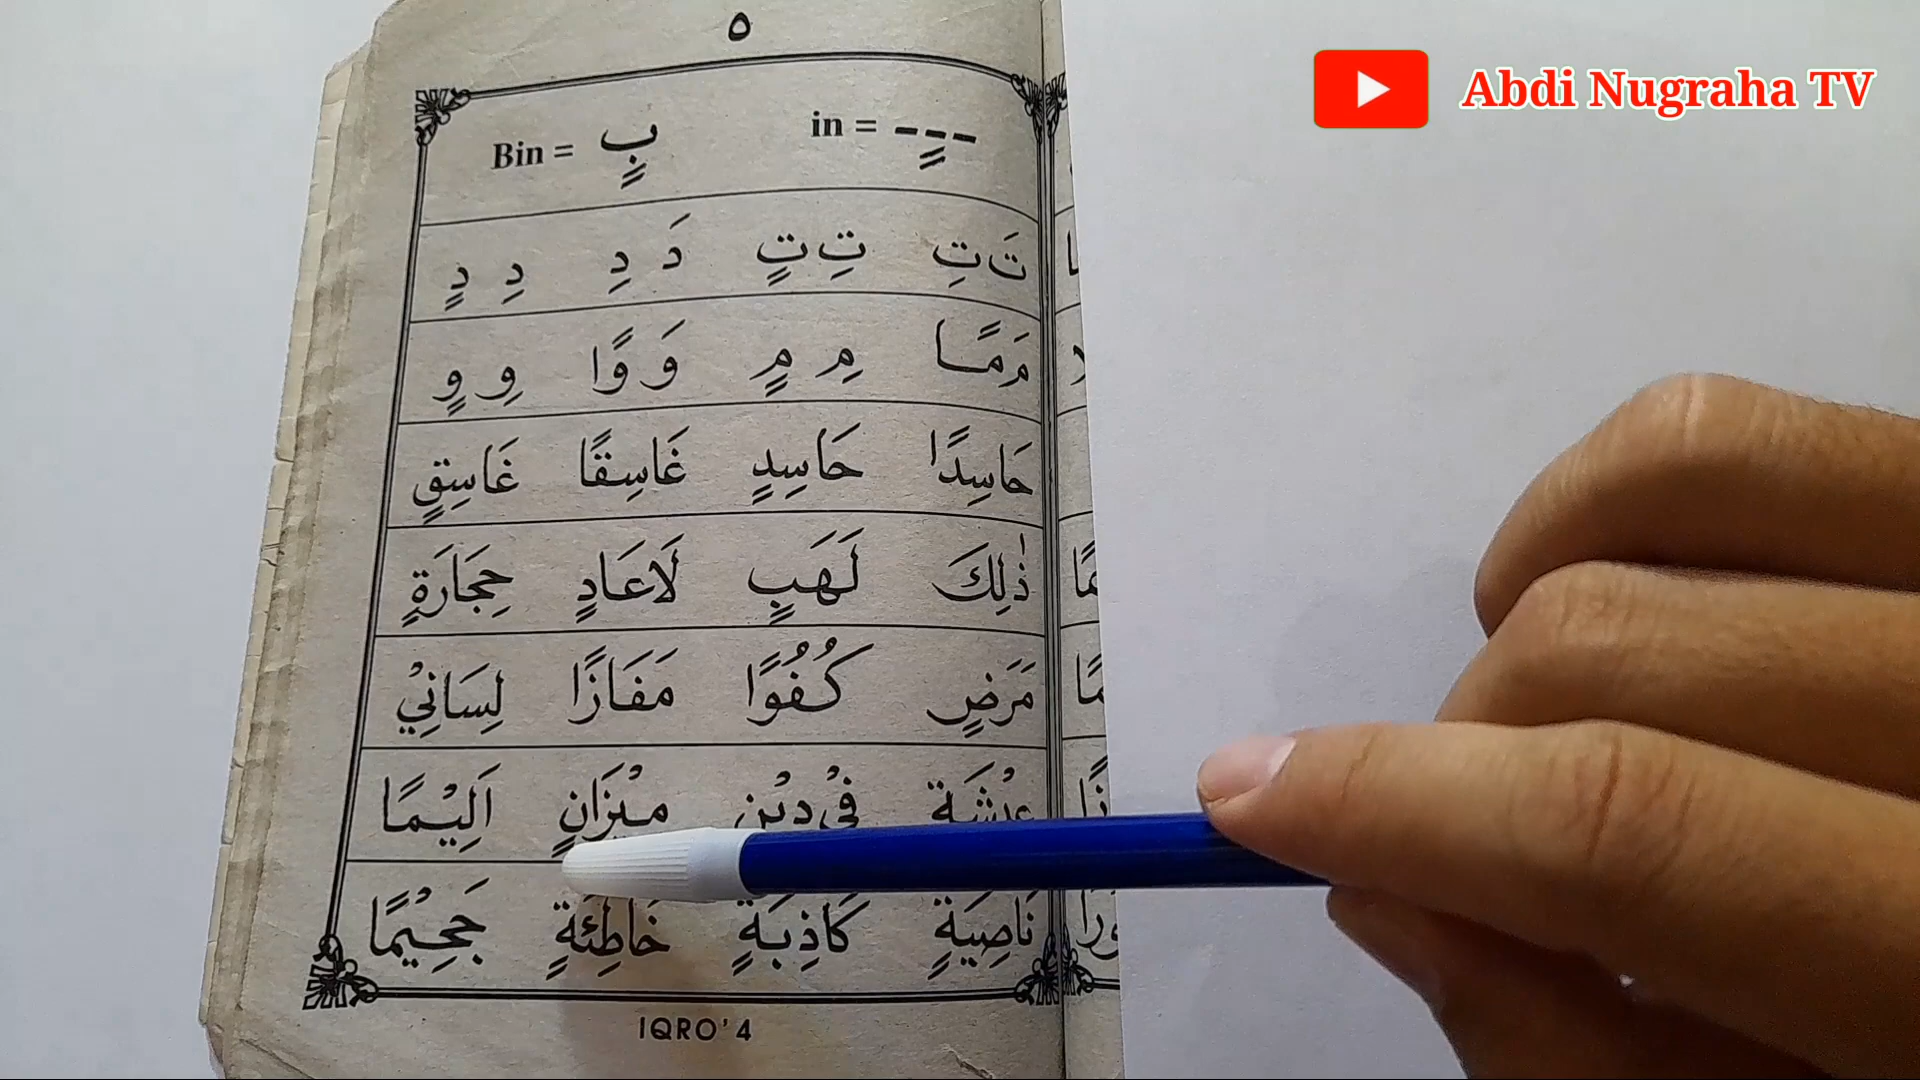 ٥
Abdi Nugraha TV
in = ـٍ Bin = بٍ
تَ تِ تِ تٍ دَ دِ دِ دٍ
مَ مًا مِ مٍ وَ وًا وِ وٍ
حَاسِدًا حَاسِدٍ غَاسِقًا غَاسِقٍ
ذٰلِكَ لَهَبٍ لَاعَادٍ حِجَارَةٍ
مَرَضٍ كُفُوًا مَفَازًا لِسَانِيْ
فِيْ مِيْزَانٍ اَلِيْمًا
نَاصِيَةٍ كَاذِبَةٍ خَاطِئَةٍ جَحِيْمًا
IQRO' 4